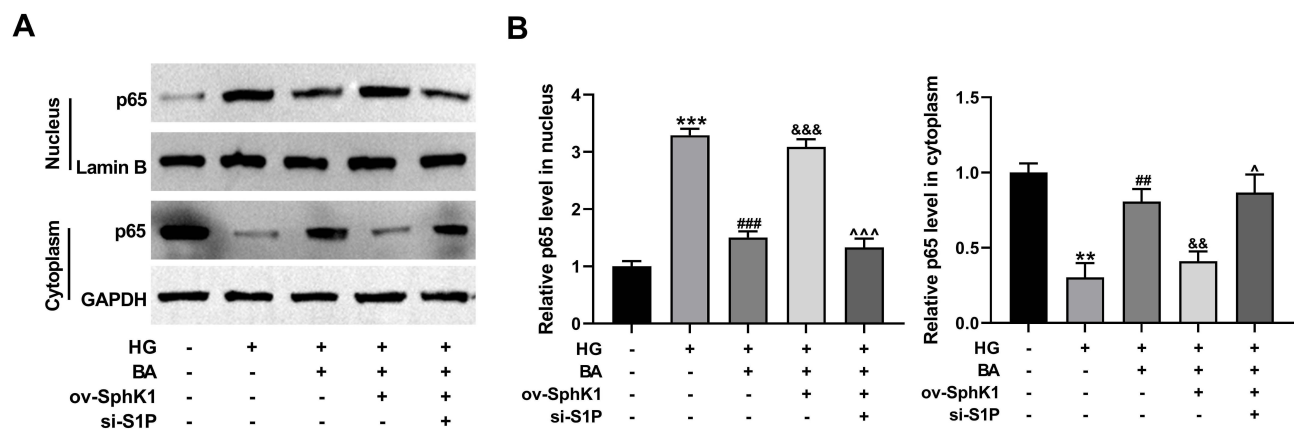 A
Nucleus
p65
Lamin B
Cytoplasm
p65
GAPDH
HG - + + + +
BA - - + + +
ov-SphK1 - - - + +
si-S1P - - - - +
B
Relative p65 level in nucleus
4
3
2
1
0
***
###
&&&
^^^
HG - + + + +
BA - - + + +
ov-SphK1 - - - + +
si-S1P - - - - +
Relative p65 level in cytoplasm
1.5
1.0
0.5
0.0
**
##
&&
^
HG - + + + +
BA - - + + +
ov-SphK1 - - - + +
si-S1P - - - - +